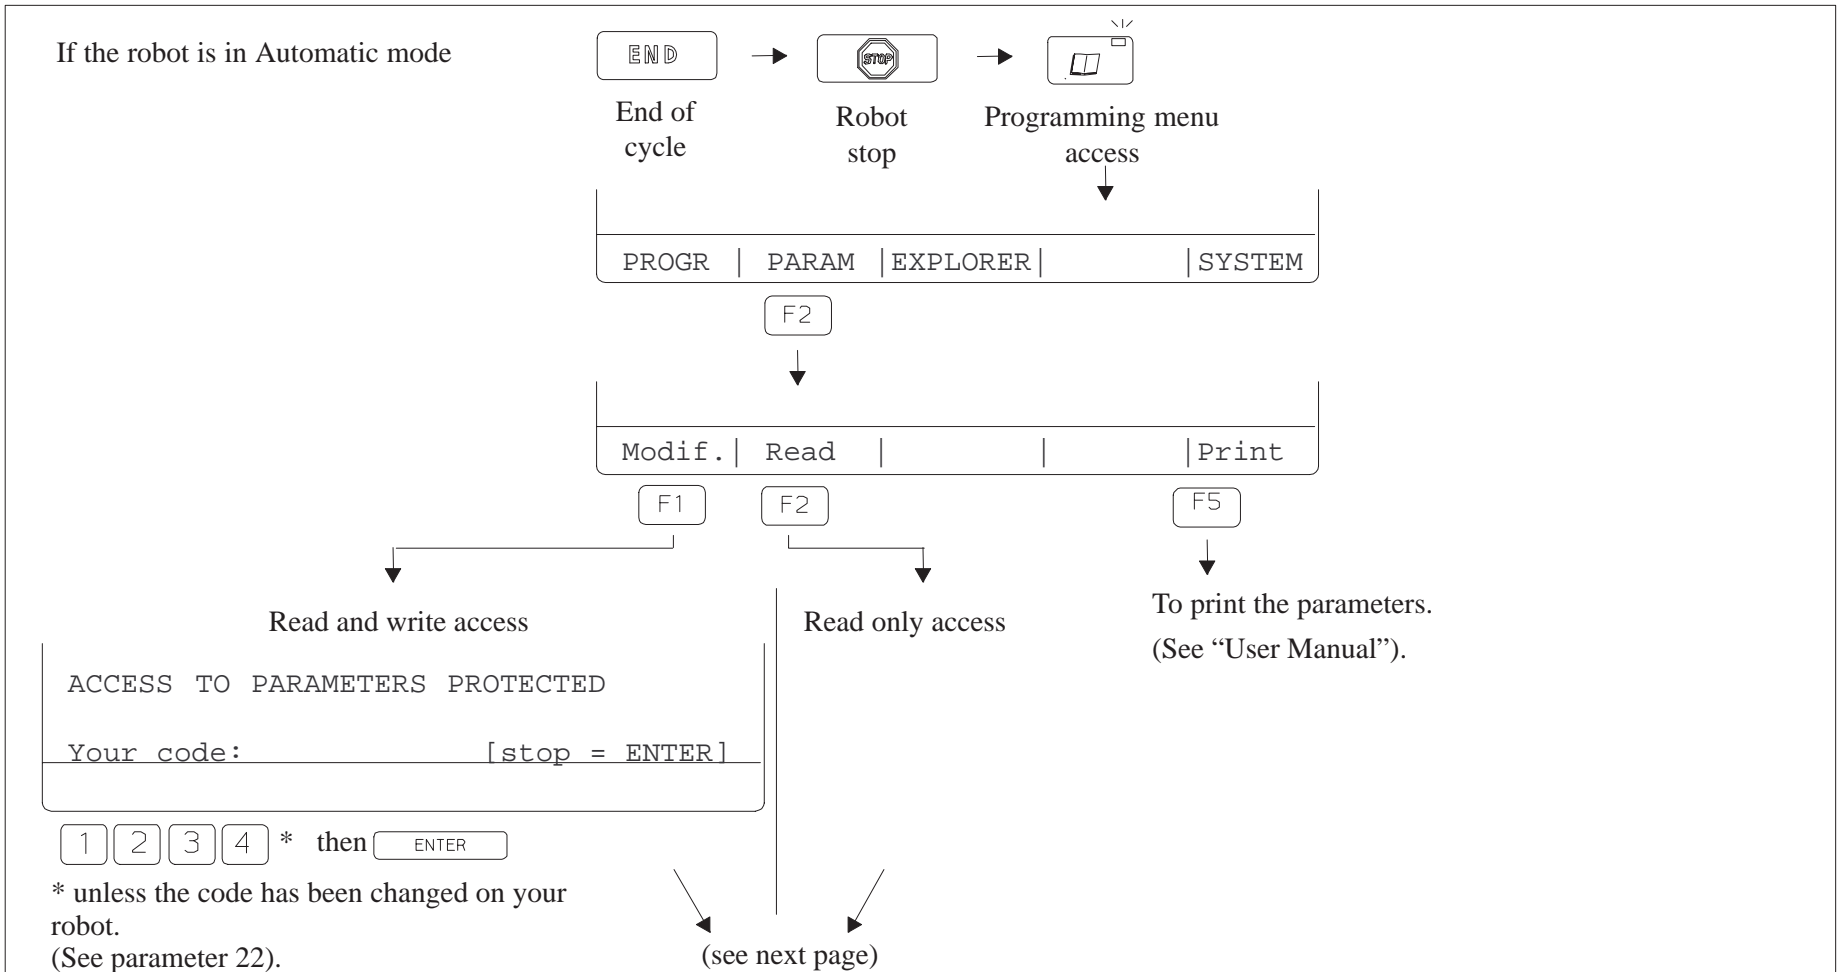 If the robot is in Automatic mode
END
STOP
End of
cycle
Robot
stop
Programming menu
access
PROGR | PARAM |EXPLORER| |SYSTEM
F2
Modif.| Read | | |Print
F1
F2
F5
Read and write access
Read only access
To print the parameters.
(See “User Manual”).
ACCESS TO PARAMETERS PROTECTED
Your code: [stop = ENTER]
1 2 3 4 * then ENTER
* unless the code has been changed on your
robot.
(See parameter 22).
(see next page)